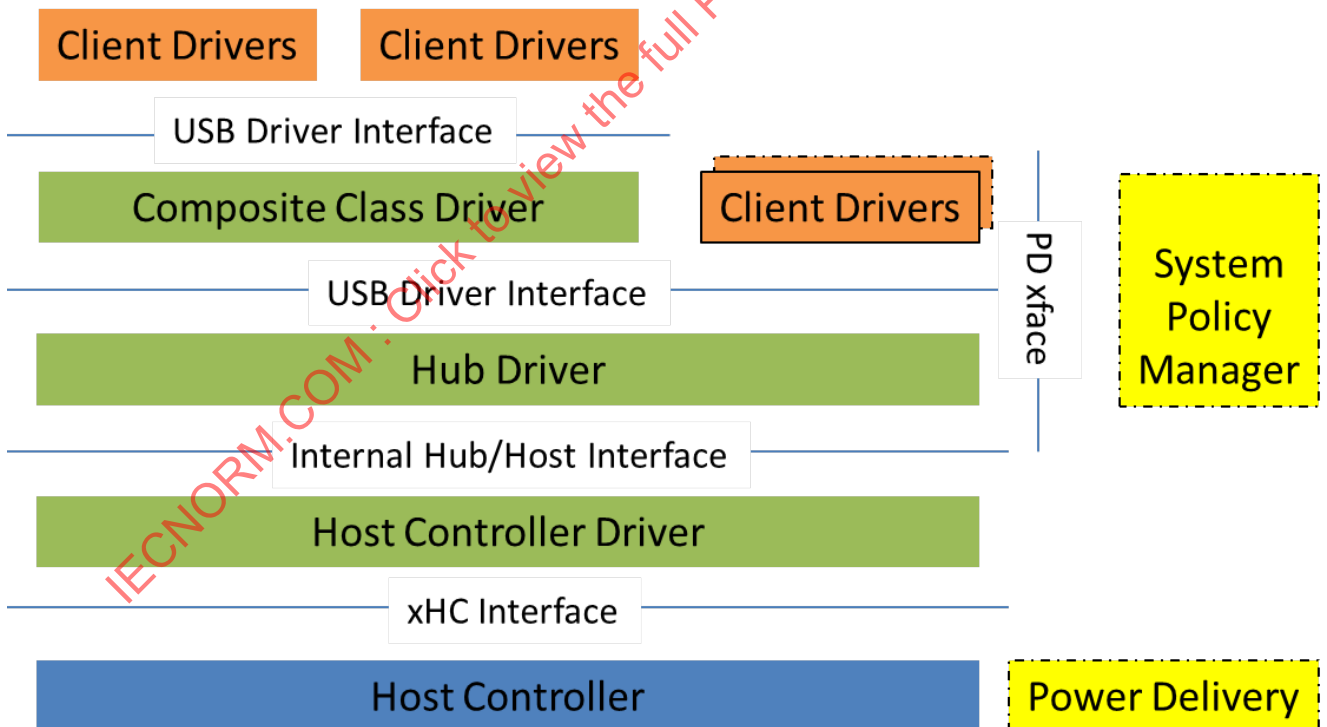 Client Drivers
Client Drivers
USB Driver Interface
Composite Class Driver
Client Drivers
PD xface
System
Policy
Manager
USB Driver Interface
Hub Driver
Internal Hub/Host Interface
Host Controller Driver
xHC Interface
Host Controller
Power Delivery
IECNORM.COM : Click to view the full